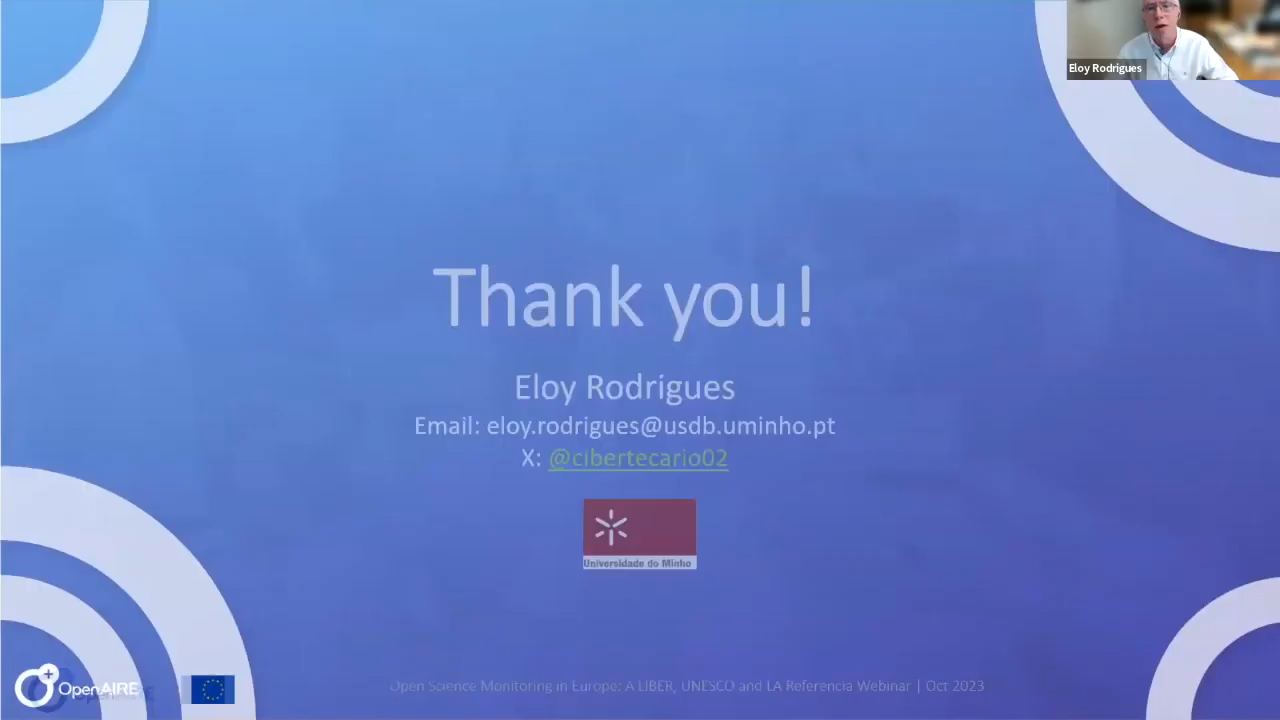 Eloy Rodrigues
Thank you!
Eloy Rodrigues
Email: eloy.rodrigues@usdb.uminho.pt
X: @cibertecario02
Universidade do Minho
OpenAIRE
Open Science Monitoring in Europe: A LIBER, UNESCO and LA Referencia Webinar | Oct 2023